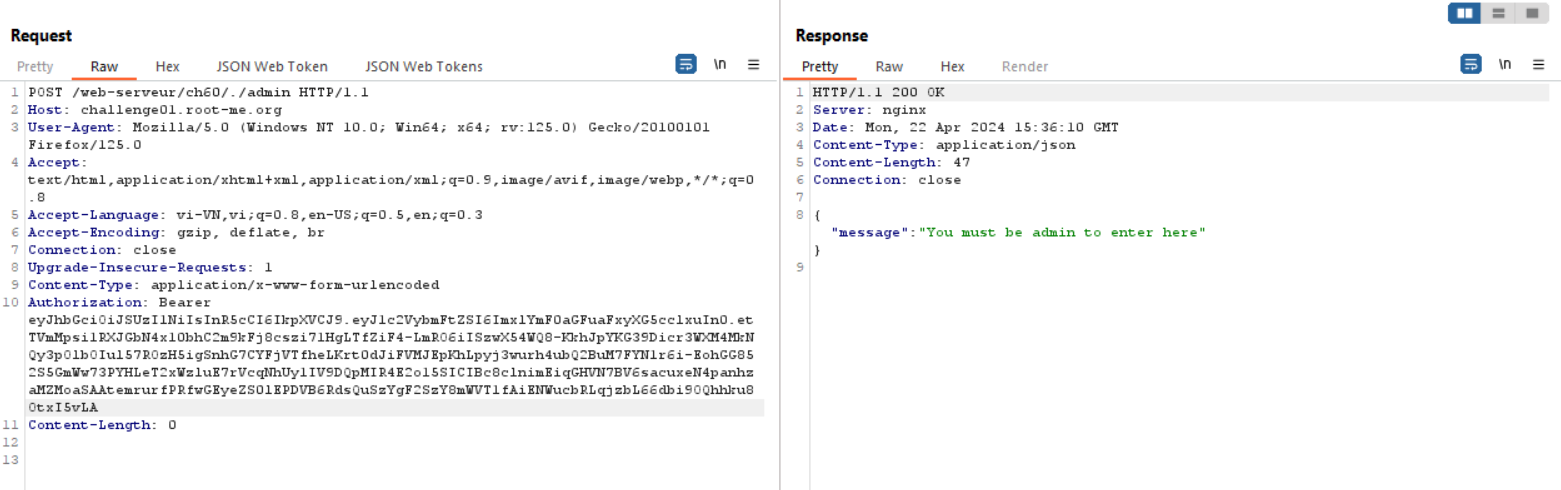 Request
Pretty Raw Hex JSON Web Token JSON Web Tokens \n
1 POST /web-serveur/ch60/./admin HTTP/1.1
2 Host: challenge01.root-me.org
3 User-Agent: Mozilla/5.0 (Windows NT 10.0; Win64; x64; rv:125.0) Gecko/20100101
Firefox/125.0
4 Accept:
text/html,application/xhtml+xml,application/xml;q=0.9,image/avif,image/webp,*/*;q=0
.8
5 Accept-Language: vi-VN,vi;q=0.8,en-US;q=0.5,en;q=0.3
6 Accept-Encoding: gzip, deflate, br
7 Connection: close
8 Upgrade-Insecure-Requests: 1
9 Content-Type: application/x-www-form-urlencoded
10 Authorization: Bearer
11 Content-Length: 0
12
13
Response
Pretty Raw Hex Render \n
1 HTTP/1.1 200 OK
2 Server: nginx
3 Date: Mon, 22 Apr 2024 15:36:10 GMT
4 Content-Type: application/json
5 Content-Length: 47
6 Connection: close
7
8 {
"message":"You must be admin to enter here"
}
9